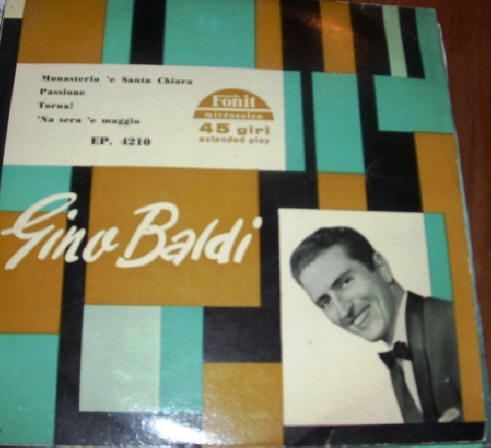 Monasterio 'e Santa Chiara
Passione
Torna!
'Na sera 'e maggio
EP. 4210
Fonit
microsolco
45 giri
extended play
Gino Baldi